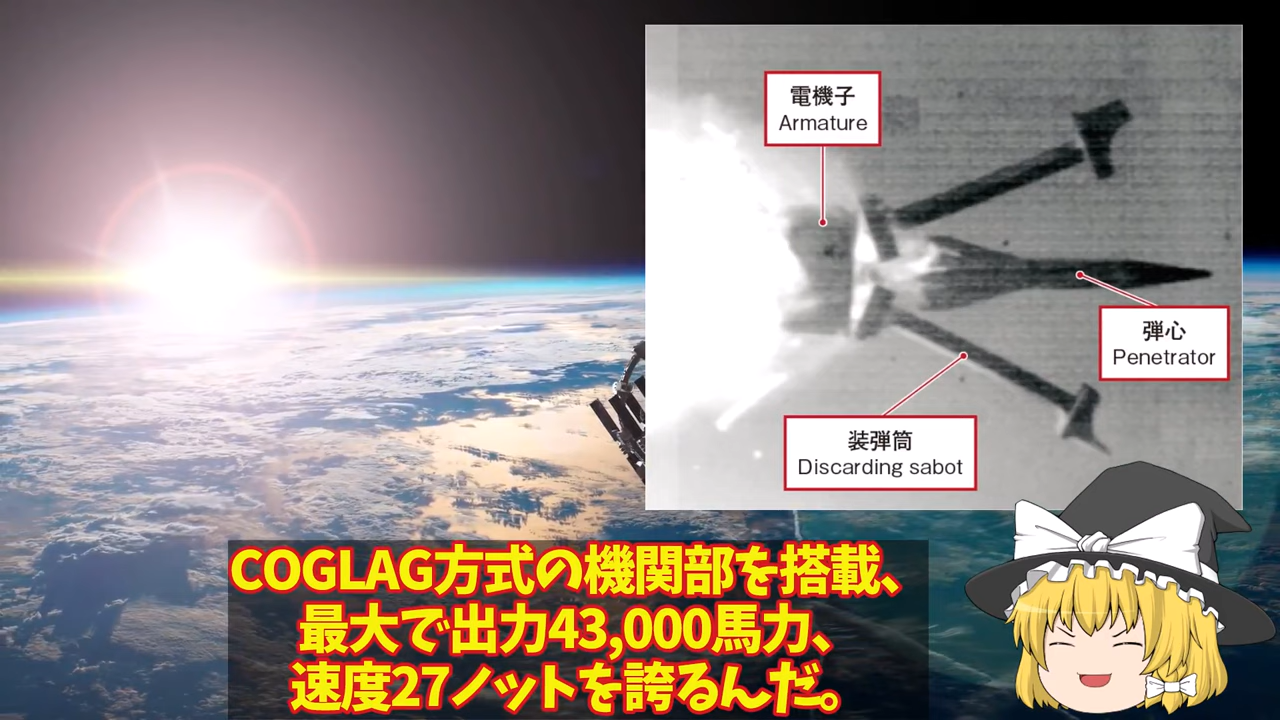 電機子
Armature
弾心
Penetrator
装弾筒
Discarding sabot
COGLAG方式の機関部を搭載、
最大で出力43,000馬力、
速度27ノットを誇るんだ。